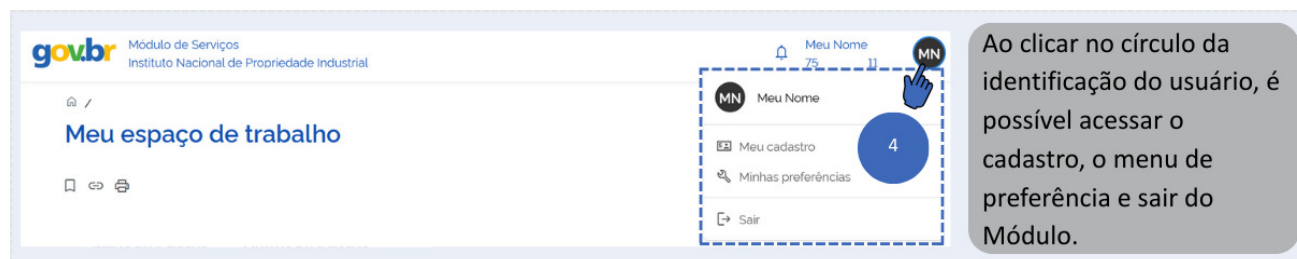 gov.br
Módulo de Serviços
Instituto Nacional de Propriedade Industrial
Meu Nome
75 11
MN
/
Meu espaço de trabalho
MN Meu Nome
Meu cadastro
Minhas preferências
4
Sair
Ao clicar no círculo da
identificação do usuário, é
possível acessar o
cadastro, o menu de
preferência e sair do
Módulo.